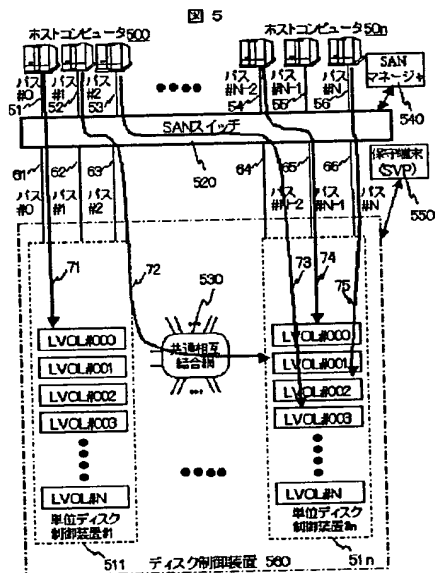 図 5
ホストコンピュータ500
ホストコンピュータ50n
パス #0
パス #1
パス #2
パス #N-2
パス #N-1
パス #N
51
52
53
54
55
56
SAN マネージャ
540
SANスイッチ
520
保守端末 (SVP)
550
61
62
63
64
65
66
パス #0
パス #1
パス #2
パス #N-2
パス #N-1
パス #N
71
72
530
73
74
75
共通相互 結合網
LVOL#000
LVOL#001
LVOL#002
LVOL#003
LVOL#N
単位ディスク 制御装置#1
511
LVOL#000
LVOL#001
LVOL#002
LVOL#003
LVOL#N
単位ディスク 制御装置#n
51n
ディスク制御装置 560